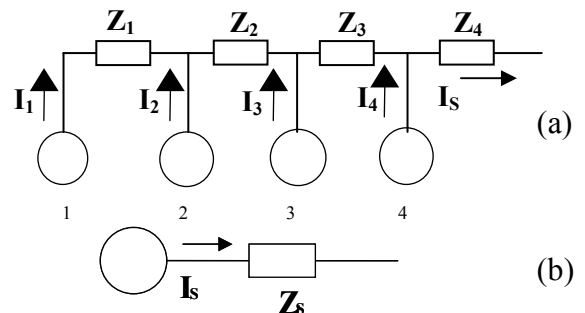 Z₁ Z₂ Z₃ Z₄
I₁ I₂ I₃ I₄ Iₛ
(a)
1 2 3 4
(b)
Iₛ Zₛ